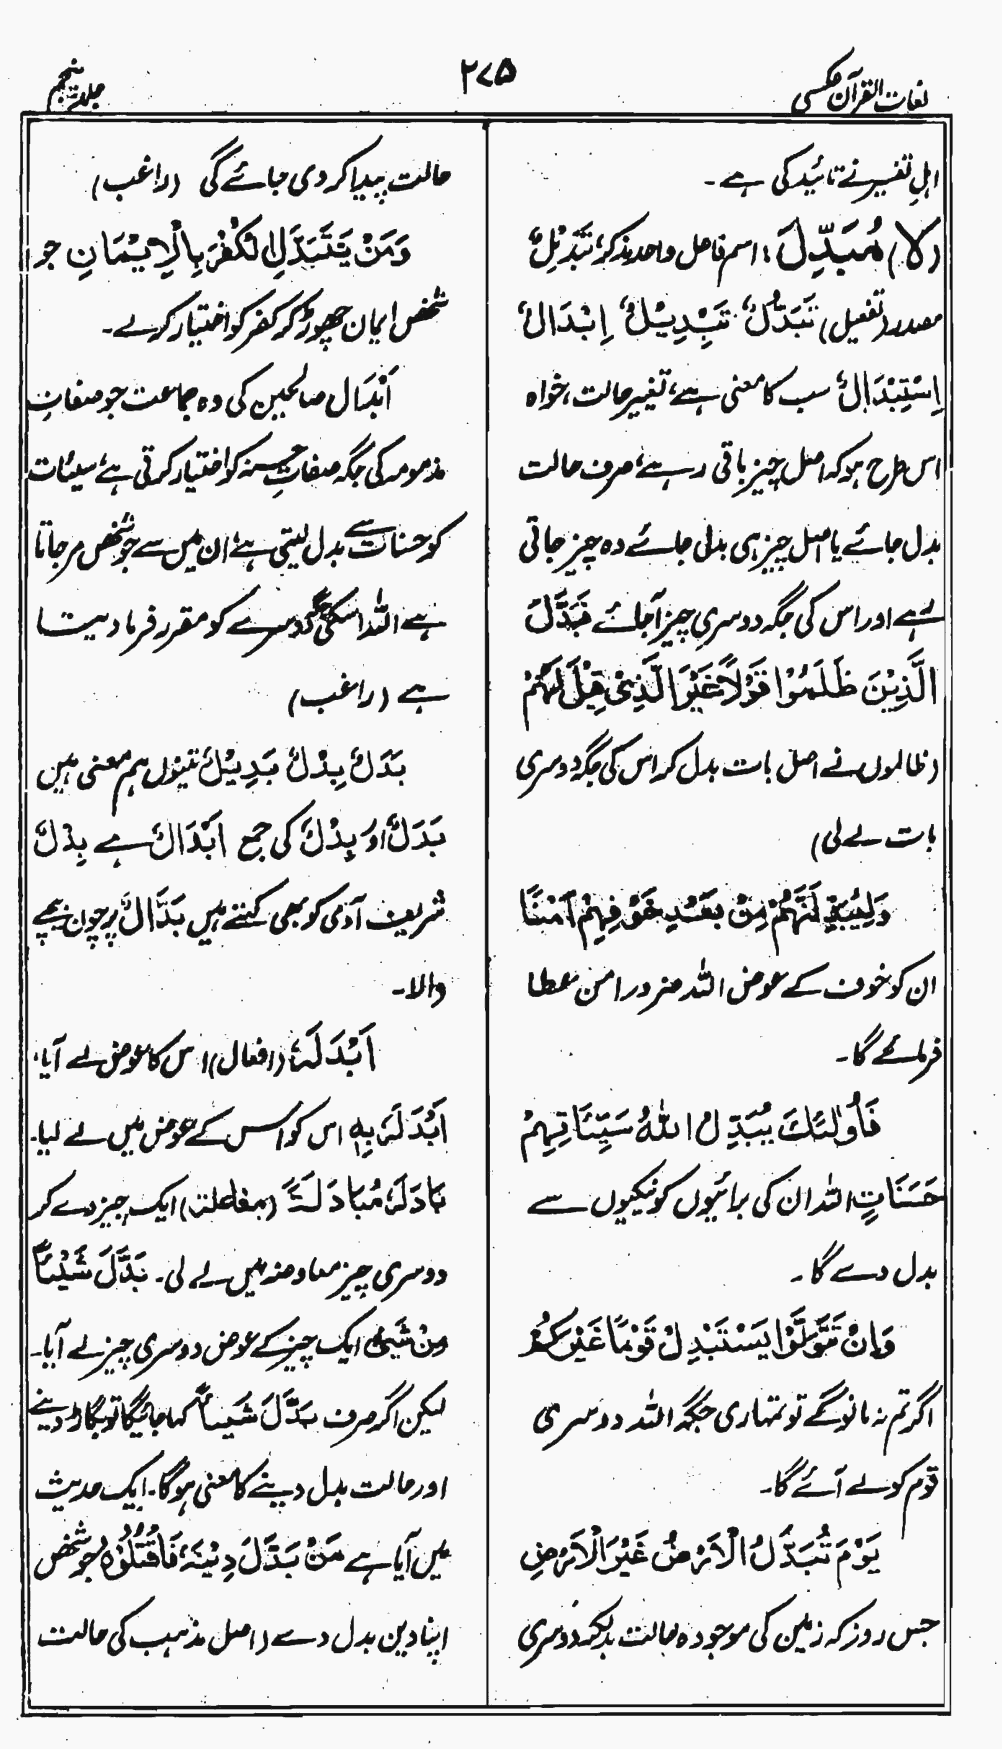 لغات القرآن عکسی
۲۷۵
جلد پنجم
اہلِ تفسیر نے تائید کی ہے۔
(لَا) مُبَدِّلَ؛ اسم فاعل واحد مذکر، تَبْدِیْلٌ
مصدر (تفعیل) تَبَدُّلٌ، تَبْدِیْلٌ، اِبْدَالٌ،
اِسْتِبْدَالٌ سب کا معنی ہے، تغییر حالت، خواہ
اس طرح ہو کہ اصل چیز باقی رہے، صرف حالت
بدل جائے یا اصل چیز ہی بدلی جائے وہ چیز جاتی
رہے اور اس کی جگہ دوسری چیز آجائے فَبَدَّلَ
الَّذِیْنَ ظَلَمُوْا قَوْلًا غَیْرَ الَّذِیْ قِیْلَ لَهُمْ
(ظالموں نے اصل بات بدل کر اس کی جگہ دوسری
بات لے لی)
وَلَیُبَدِّلَنَّهُمْ مِنْ بَعْدِ خَوْفِهِمْ اَمْنًا
ان کو خوف کے عوض اللہ ضرور امن عطا
فرمائے گا۔
فَاُولٰئِكَ یُبَدِّلُ اللّٰهُ سَیِّئَاتِهِمْ
حَسَنَاتٍ اللہ ان کی برائیوں کو نیکیوں سے
بدل دے گا۔
وَاِنْ تَتَوَلَّوْا یَسْتَبْدِلْ قَوْمًا غَیْرَكُمْ
اگر تم نہ مانو گے تو تمہاری جگہ اللہ دوسری
قوم کو لے آئے گا۔
یَوْمَ تُبَدَّلُ الْاَرْضُ غَیْرَ الْاَرْضِ
جس روز کہ زمین کی موجودہ حالت بدلکر دوسری
حالت پیدا کردی جائے گی (راغب)
وَمَنْ یَتَبَدَّلِ الْكُفْرَ بِالْاِیْمَانِ جو
شخص ایمان چھوڑ کر کفر کو اختیار کر لے۔
اَبْدَال صالحین کی وہ جماعت جو صفاتِ
مذمومہ کی جگہ صفاتِ حسنہ کو اختیار کرتی ہے، سیئات
کو حسنات سے بدل لیتی ہے، ان میں سے جو شخص مرجاتا
ہے اللہ اسکی جگہ دوسرے کو مقرر فرما دیتا
ہے (راغب)
بَدَلٌ بِدْلٌ بَدِیْلٌ تینوں ہم معنی ہیں
بَدَلٌ اور بِدْلٌ کی جمع اَبْدَالٌ ہے بِدْلٌ
شریف آدمی کو بھی کہتے ہیں بَدَّالٌ پرچون بیچنے
والا۔
اَبْدَلَهٗ (افعال) اس کا عوض لے آیا،
اَبْدَلَهٗ بِهٖ اس کو اس کے عوض میں لے لیا۔
بَادَلَهٗ مُبَادَلَةً (مفاعلۃ) ایک چیز دے کر
دوسری چیز معاوضہ میں لے لی۔ بَدَّلَ شَیْئًا
مِنْ شَیْءٍ ایک چیز کے عوض دوسری چیز لے آیا۔
لیکن اگر صرف بَدَّلَ شَیْئًا کہا جائیگا تو بگاڑ دینے
اور حالت بدل دینے کا معنی ہوگا۔ ایک حدیث
میں آیا ہے مَنْ بَدَّلَ دِیْنَهٗ، فَاقْتُلُوْهُ جو شخص
اپنا دین بدل دے (اصل مذہب کی حالت